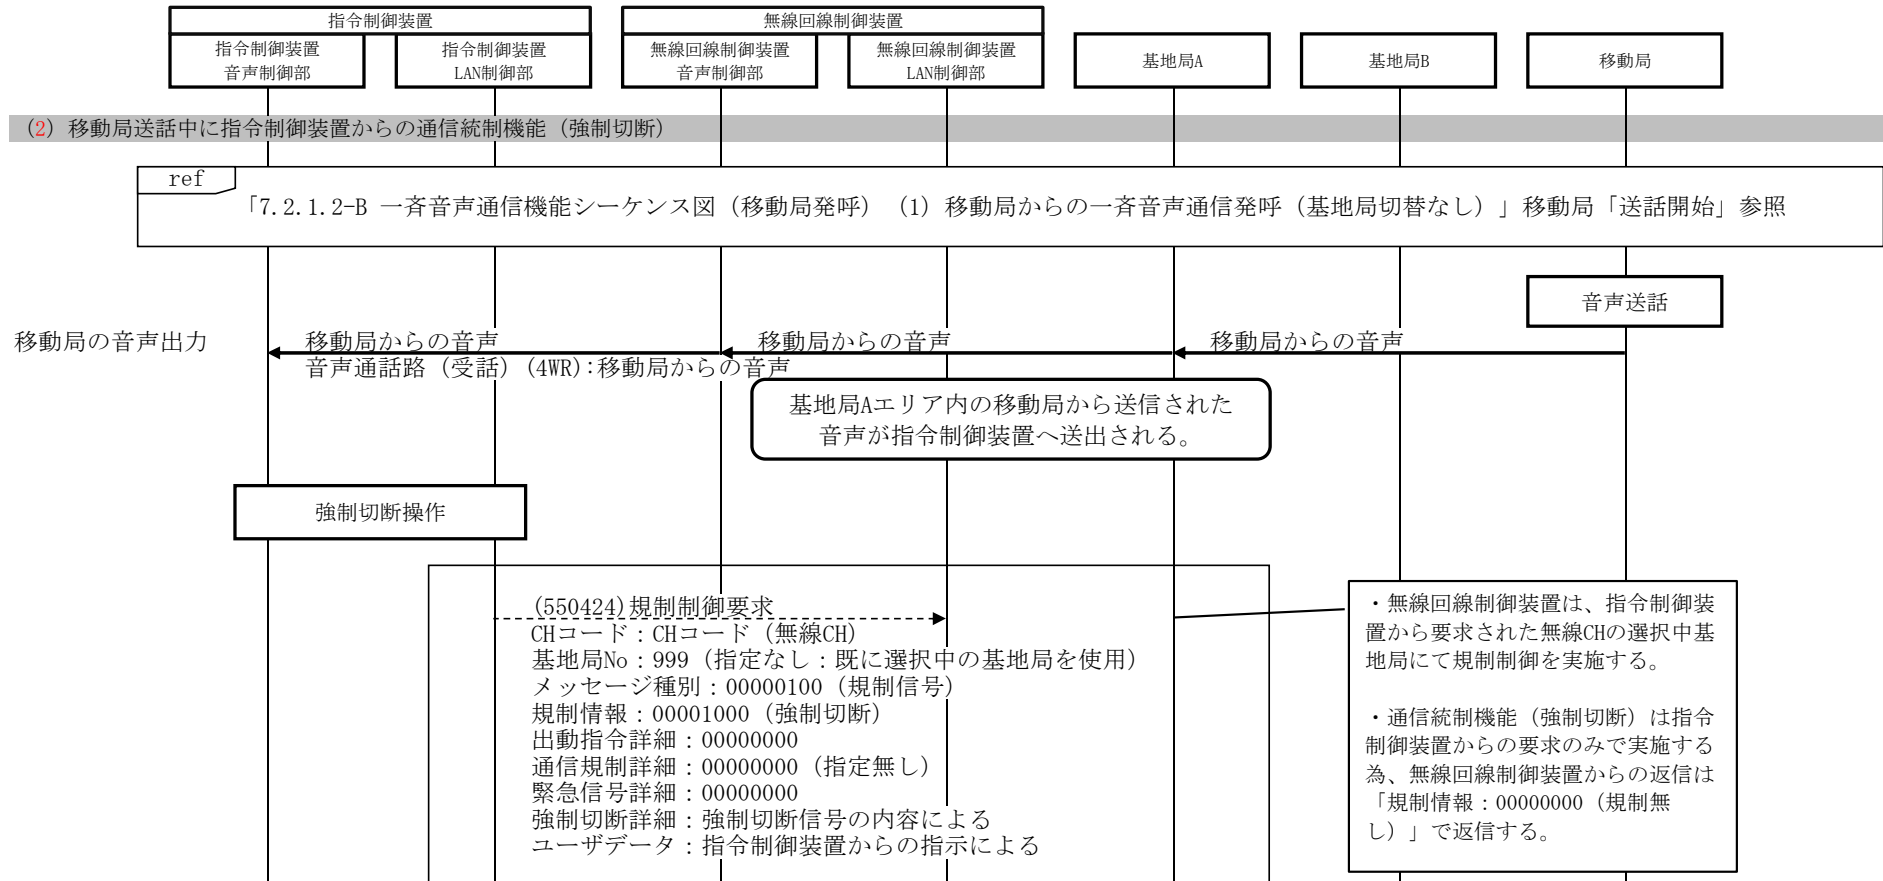 指令制御装置
無線回線制御装置
指令制御装置
音声制御部
指令制御装置
LAN制御部
無線回線制御装置
音声制御部
無線回線制御装置
LAN制御部
基地局A
基地局B
移動局
(2) 移動局送話中に指令制御装置からの通信統制機能（強制切断）
ref
「7.2.1.2-B 一斉音声通信機能シーケンス図（移動局発呼）（1）移動局からの一斉音声通信発呼（基地局切替なし）」移動局「送話開始」参照
音声送話
移動局の音声出力
移動局からの音声
移動局からの音声
移動局からの音声
音声通話路（受話）(4WR):移動局からの音声
基地局Aエリア内の移動局から送信された
音声が指令制御装置へ送出される。
強制切断操作
(550424)規制制御要求
CHコード：CHコード（無線CH）
基地局No：999（指定なし：既に選択中の基地局を使用）
メッセージ種別：00000100（規制信号）
規制情報：00001000（強制切断）
出動指令詳細：00000000
通信規制詳細：00000000（指定無し）
緊急信号詳細：00000000
強制切断詳細：強制切断信号の内容による
ユーザデータ：指令制御装置からの指示による
・無線回線制御装置は、指令制御装
置から要求された無線CHの選択中基
地局にて規制制御を実施する。
・通信統制機能（強制切断）は指令
制御装置からの要求のみで実施する
為、無線回線制御装置からの返信は
「規制情報：00000000（規制無
し）」で返信する。